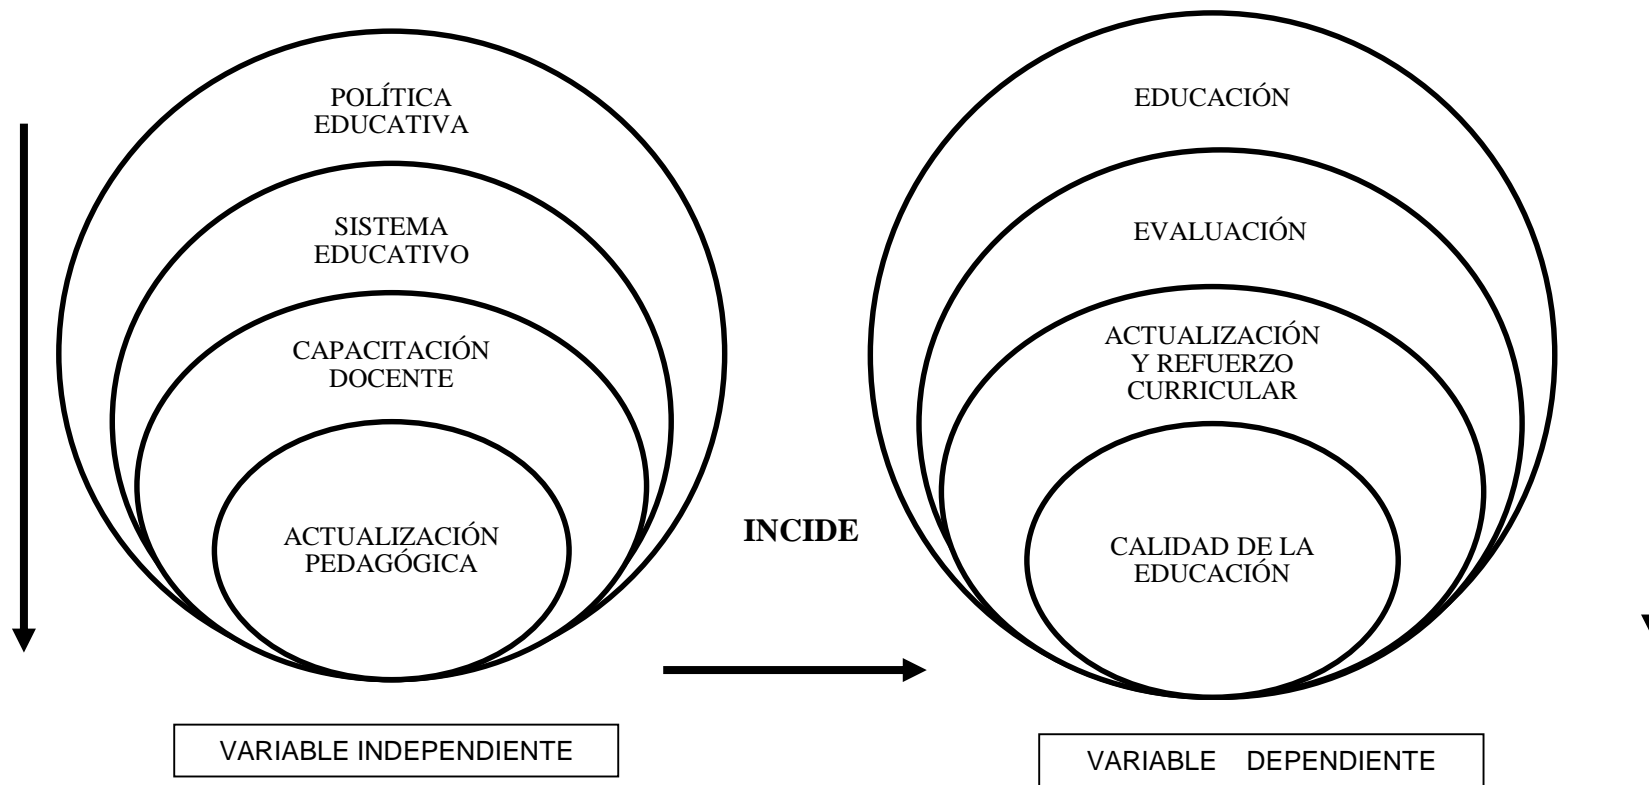 POLÍTICA
EDUCATIVA
SISTEMA
EDUCATIVO
CAPACITACIÓN
DOCENTE
ACTUALIZACIÓN
PEDAGÓGICA
INCIDE
EDUCACIÓN
EVALUACIÓN
ACTUALIZACIÓN
Y REFUERZO
CURRICULAR
CALIDAD DE LA
EDUCACIÓN
VARIABLE INDEPENDIENTE
VARIABLE DEPENDIENTE